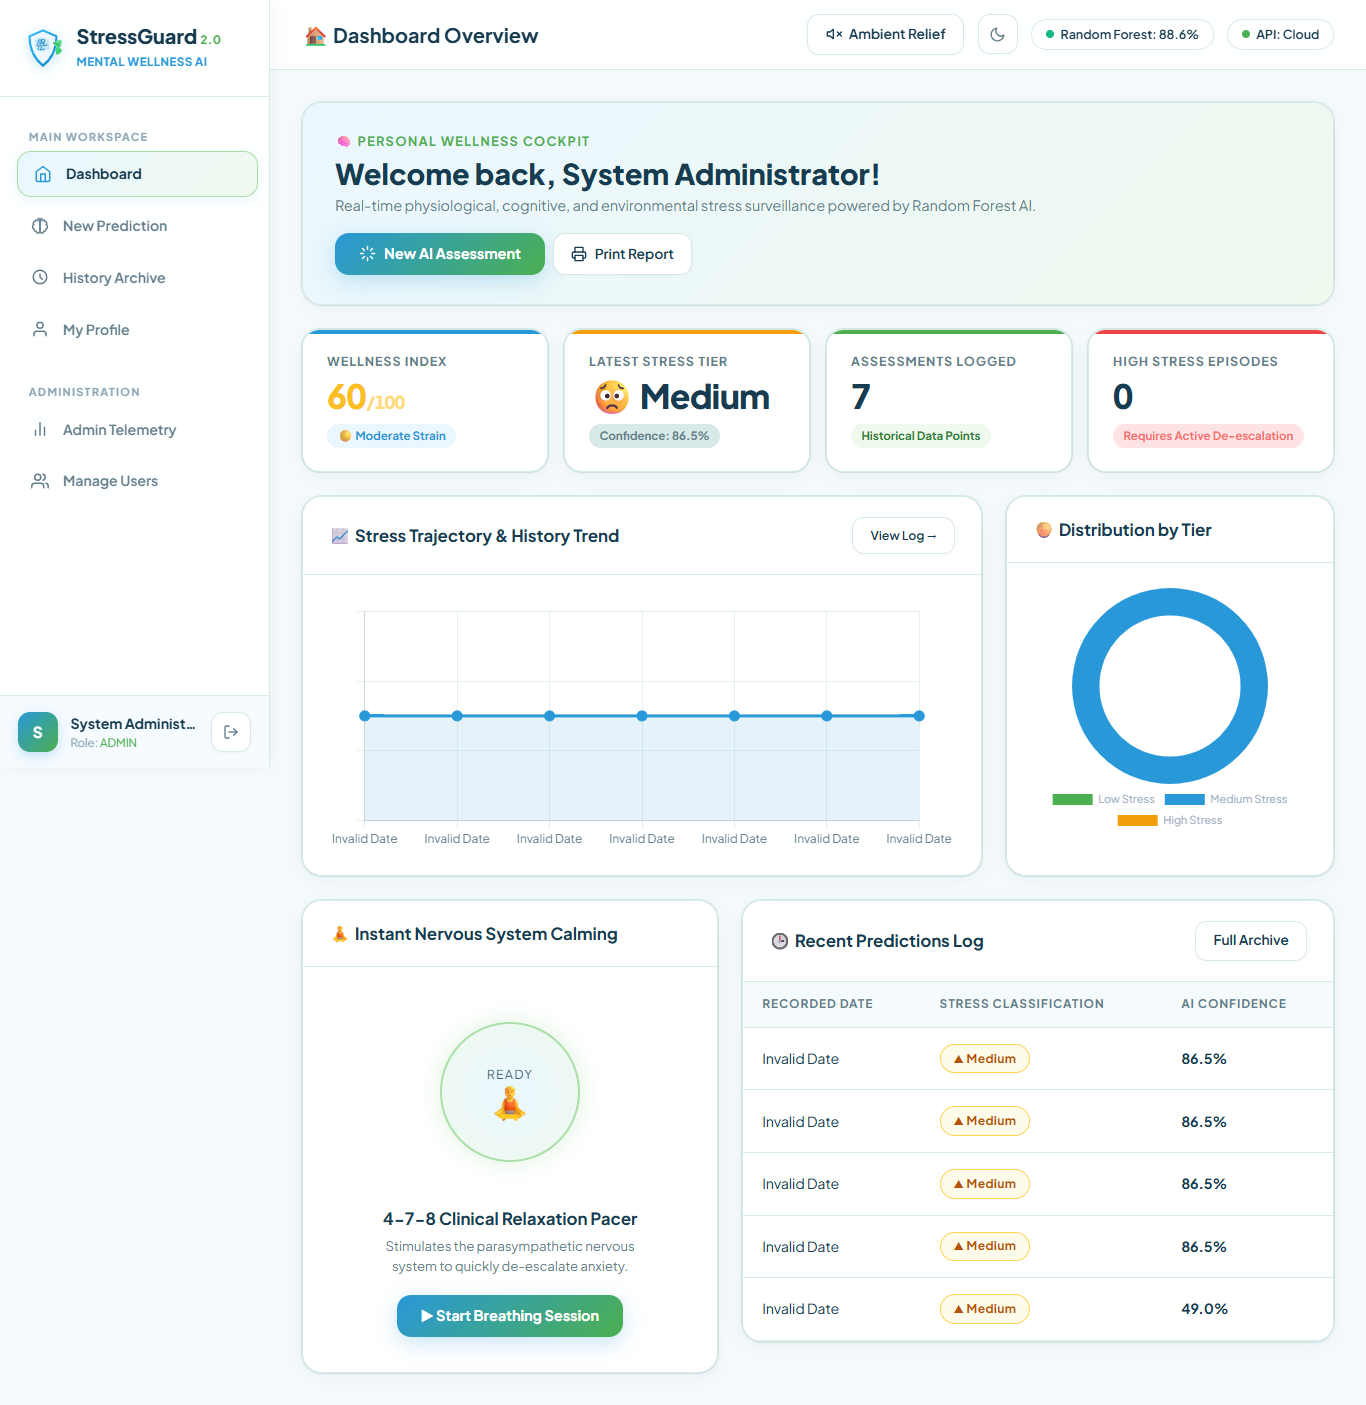 StressGuard 2.0
MENTAL WELLNESS AI
MAIN WORKSPACE
Dashboard
New Prediction
History Archive
My Profile
ADMINISTRATION
Admin Telemetry
Manage Users
S
System Administ...
Role: ADMIN
Dashboard Overview
Ambient Relief
Random Forest: 88.6%
API: Cloud
PERSONAL WELLNESS COCKPIT
Welcome back, System Administrator!
Real-time physiological, cognitive, and environmental stress surveillance powered by Random Forest AI.
New AI Assessment
Print Report
WELLNESS INDEX
60/100
Moderate Strain
LATEST STRESS TIER
Medium
Confidence: 86.5%
ASSESSMENTS LOGGED
7
Historical Data Points
HIGH STRESS EPISODES
0
Requires Active De-escalation
Stress Trajectory & History Trend
View Log →
Invalid Date Invalid Date Invalid Date Invalid Date Invalid Date Invalid Date Invalid Date
Distribution by Tier
Low Stress Medium Stress
High Stress
Instant Nervous System Calming
READY
4-7-8 Clinical Relaxation Pacer
Stimulates the parasympathetic nervous
system to quickly de-escalate anxiety.
▶ Start Breathing Session
Recent Predictions Log
Full Archive
RECORDED DATE STRESS CLASSIFICATION AI CONFIDENCE
Invalid Date ▲ Medium 86.5%
Invalid Date ▲ Medium 86.5%
Invalid Date ▲ Medium 86.5%
Invalid Date ▲ Medium 86.5%
Invalid Date ▲ Medium 49.0%